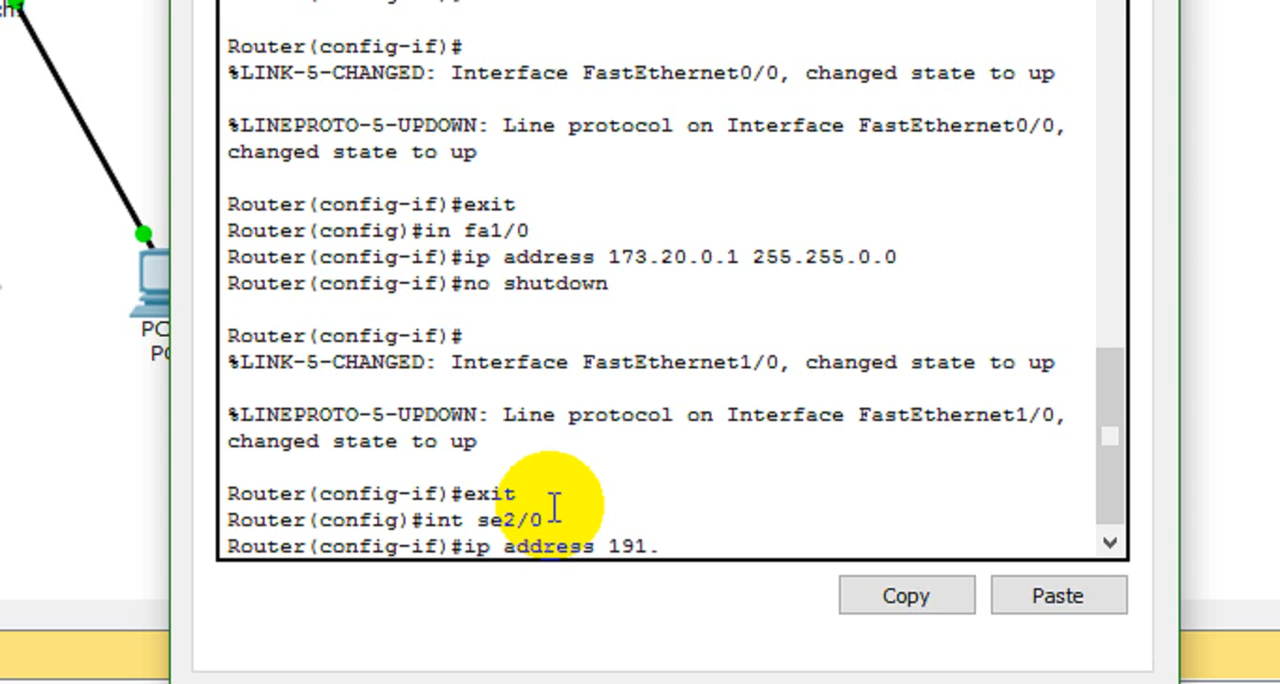 Router(config-if)#
%LINK-5-CHANGED: Interface FastEthernet0/0, changed state to up
%LINEPROTO-5-UPDOWN: Line protocol on Interface FastEthernet0/0,
changed state to up
Router(config-if)#exit
Router(config)#in fa1/0
Router(config-if)#ip address 173.20.0.1 255.255.0.0
Router(config-if)#no shutdown
Router(config-if)#
%LINK-5-CHANGED: Interface FastEthernet1/0, changed state to up
%LINEPROTO-5-UPDOWN: Line protocol on Interface FastEthernet1/0,
changed state to up
Router(config-if)#exit
Router(config)#int se2/0
Router(config-if)#ip address 191.
Copy Paste
PC